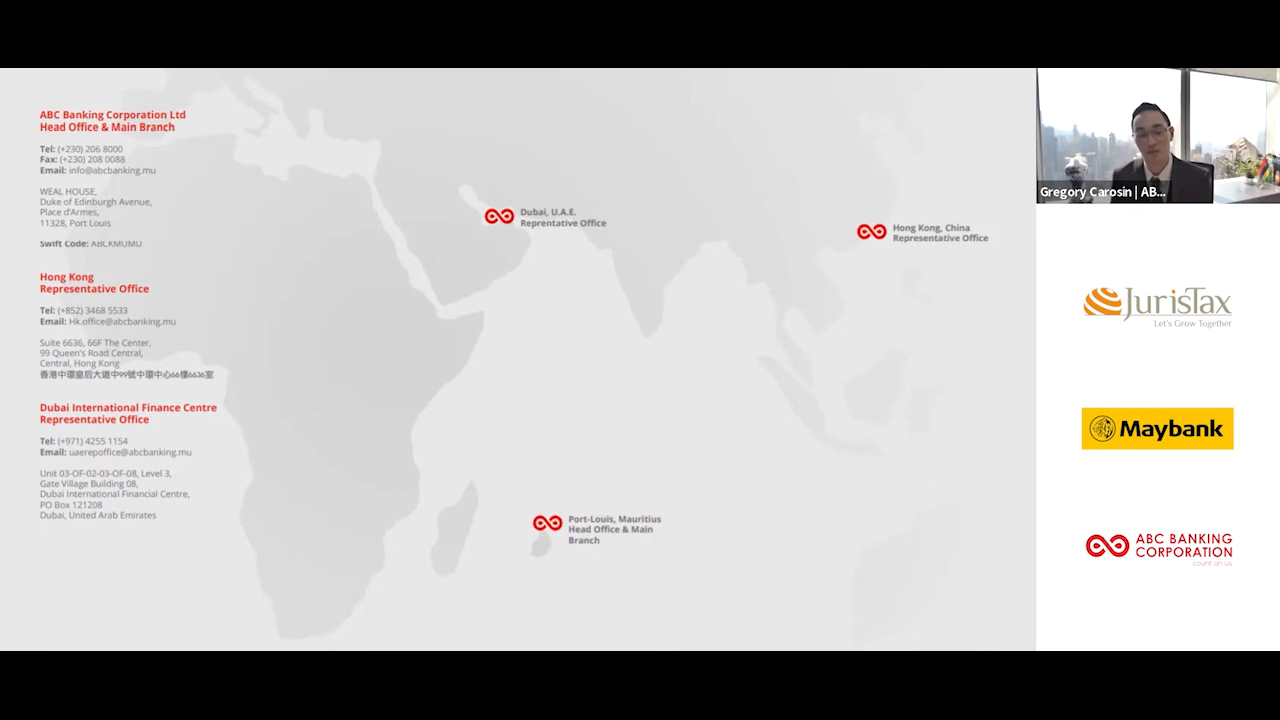 ABC Banking Corporation Ltd
Head Office & Main Branch
Tel: (+230) 206 8000
Fax: (+230) 208 0088
Email: info@abcbanking.mu
WEAL HOUSE,
Duke of Edinburgh Avenue,
Place d'Armes,
11328, Port Louis
Swift Code: ABCKMUMU
Hong Kong
Representative Office
Tel: (+852) 3468 5533
Email: Hk.office@abcbanking.mu
Suite 6636, 66F The Center,
99 Queen's Road Central,
Central, Hong Kong
香港中環皇后大道中99號中環中心66樓6636室
Dubai International Finance Centre
Representative Office
Tel: (+971) 4255 1154
Email: uaerepoffice@abcbanking.mu
Unit 03-OF-02-03-OF-08, Level 3,
Gate Village Building 08,
Dubai International Financial Centre,
PO Box 121208
Dubai, United Arab Emirates
Dubai, U.A.E.
Reprentative Office
Hong Kong, China
Representative Office
Port-Louis, Mauritius
Head Office & Main
Branch
Gregory Carosin | AB...
JurisTax
Let's Grow Together
Maybank
ABC BANKING
CORPORATION
count on us